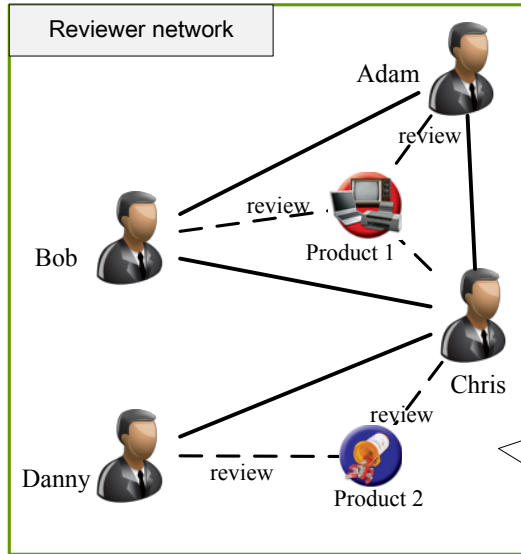 Reviewer network
Adam
review
review
Product 1
Bob
Chris
review
Danny
review
Product 2